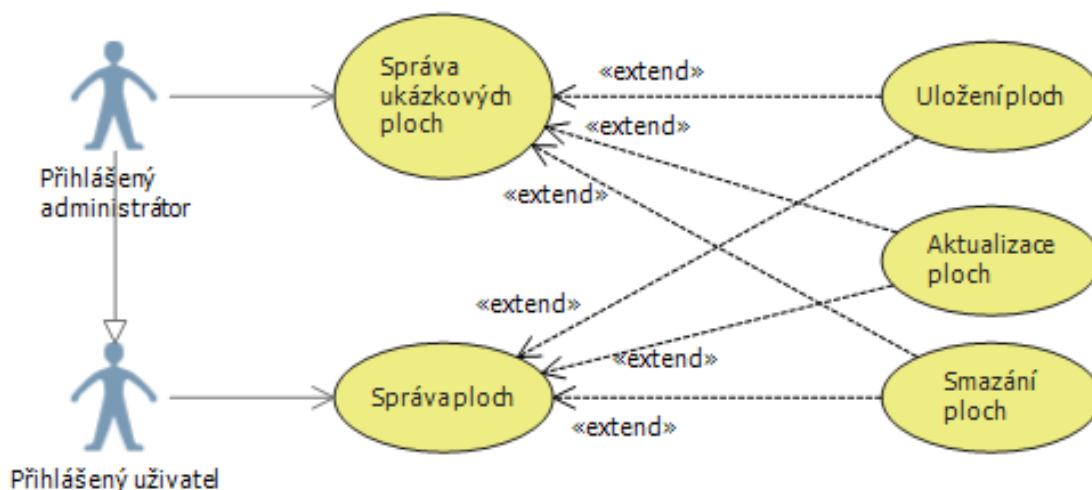 Správa
ukázkových
ploch
«extend»
Uložení ploch
«extend»
Přihlášený
administrátor
«extend»
Aktualizace
ploch
«extend»
«extend»
Správa ploch
Smazání
ploch
«extend»
Přihlášený uživatel